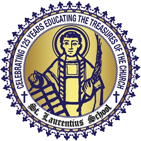 CELEBRATING 125 YEARS EDUCATING THE TREASURES OF THE CHURCH
St. Laurentius School